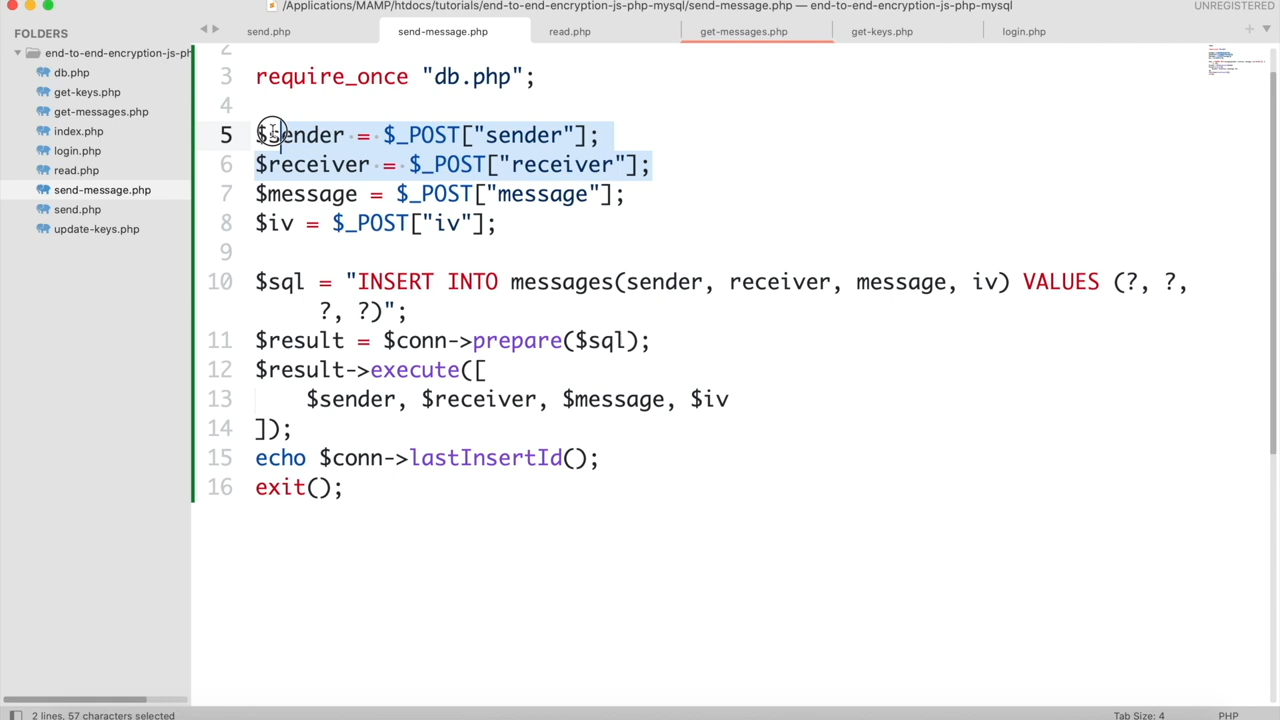 /Applications/MAMP/htdocs/tutorials/end-to-end-encryption-js-php-mysql/send-message.php — end-to-end-encryption-js-php-mysql
UNREGISTERED
FOLDERS
end-to-end-encryption-js-ph
db.php
get-keys.php
get-messages.php
index.php
login.php
read.php
send-message.php
send.php
update-keys.php
send.php
send-message.php
read.php
get-messages.php
get-keys.php
login.php
2
3 require_once "db.php";
4
5 $sender = $_POST["sender"];
6 $receiver = $_POST["receiver"];
7 $message = $_POST["message"];
8 $iv = $_POST["iv"];
9
10 $sql = "INSERT INTO messages(sender, receiver, message, iv) VALUES (?, ?,
?, ?)";
11 $result = $conn->prepare($sql);
12 $result->execute([
13 $sender, $receiver, $message, $iv
14 ]);
15 echo $conn->lastInsertId();
16 exit();
2 lines, 57 characters selected
Tab Size: 4
PHP